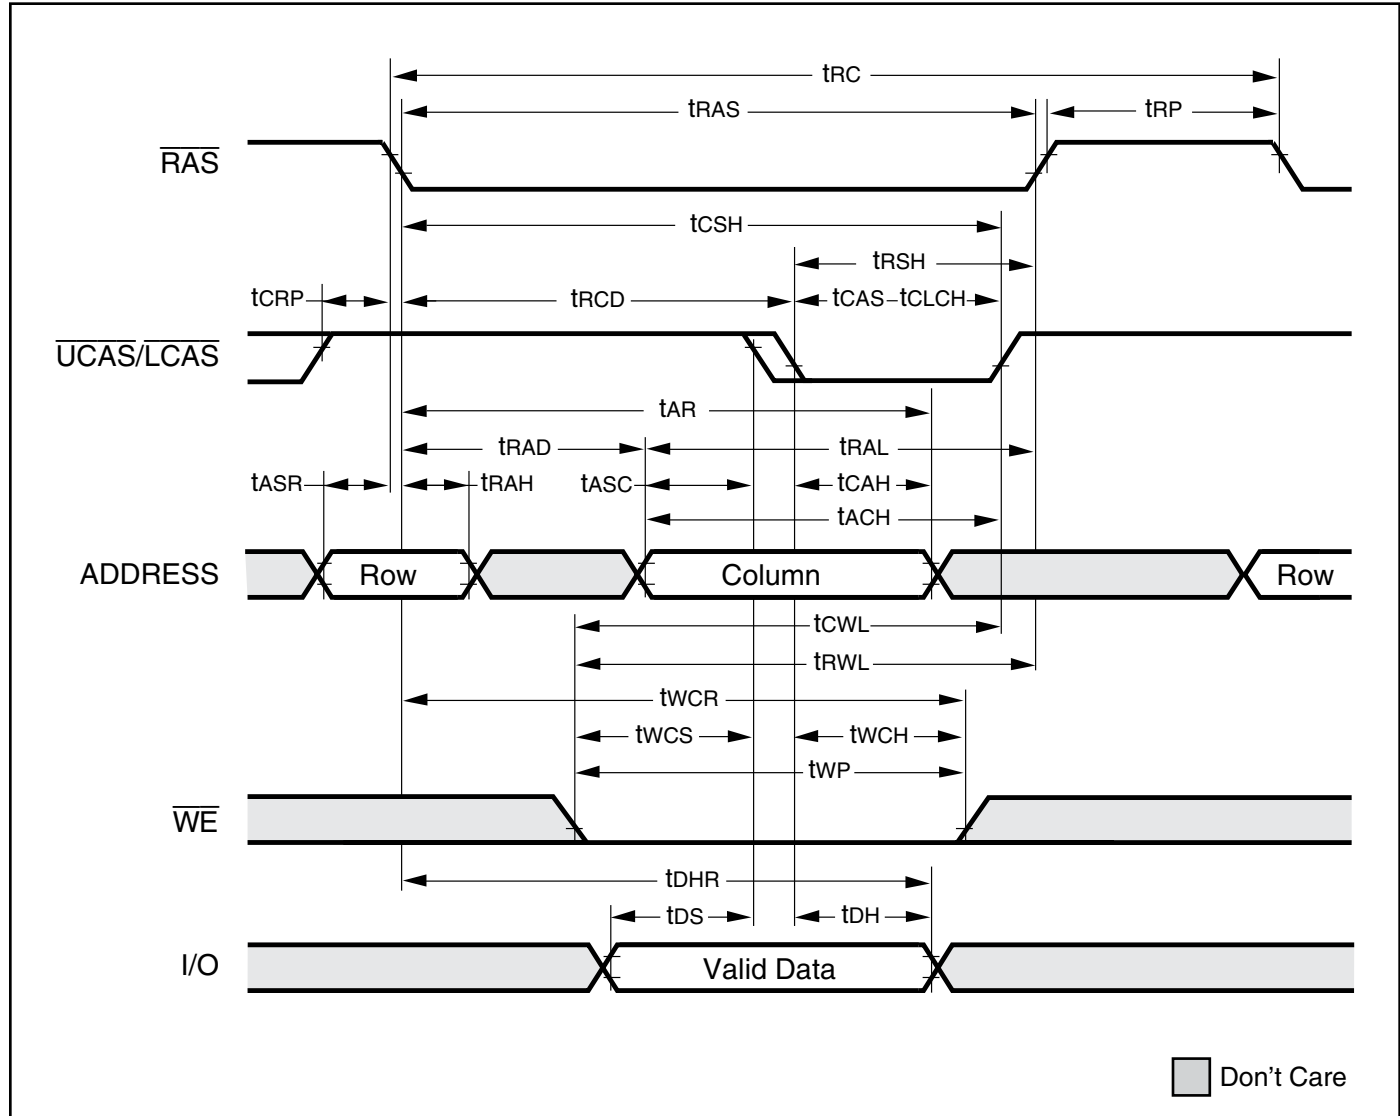 tRC
tRAS
tRP
RAS
tCSH
tRSH
tCRP
tRCD
tCAS
tCLCH
UCAS/LCAS
tAR
tRAD
tRAL
tASR
tRAH
tASC
tCAH
tACH
ADDRESS
Row
Column
Row
tCWL
tRWL
tWCR
tWCS
tWCH
tWP
WE
tDHR
tDS
tDH
I/O
Valid Data
Don't Care